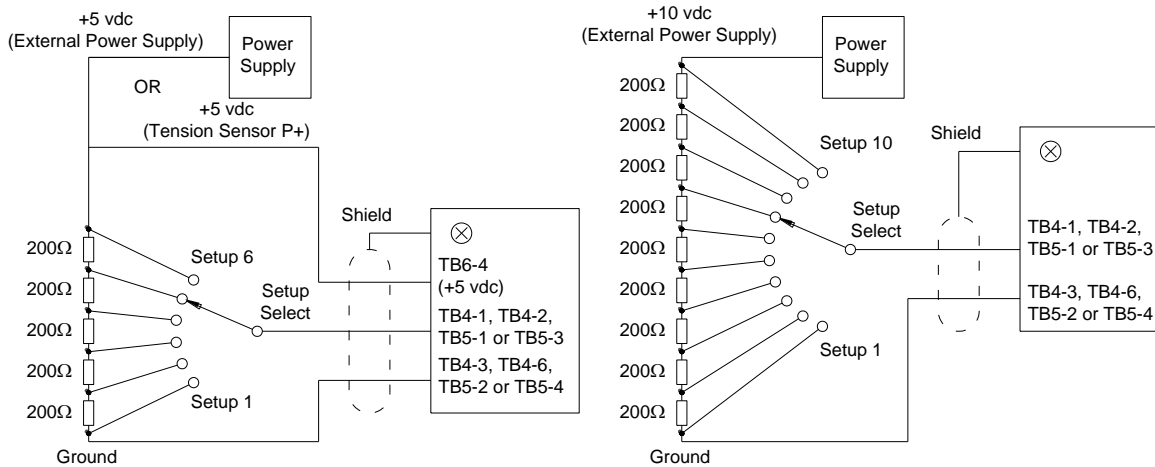 +5 vdc
(External Power Supply)
Power
Supply
OR
+5 vdc
(Tension Sensor P+)
200Ω
200Ω
200Ω
200Ω
200Ω
Setup 6
Setup 1
Setup
Select
Shield
TB6-4
(+5 vdc)
TB4-1, TB4-2,
TB5-1 or TB5-3
TB4-3, TB4-6,
TB5-2 or TB5-4
Ground
+10 vdc
(External Power Supply)
Power
Supply
200Ω
200Ω
200Ω
200Ω
200Ω
200Ω
200Ω
200Ω
200Ω
Setup 10
Setup 1
Setup
Select
Shield
TB4-1, TB4-2,
TB5-1 or TB5-3
TB4-3, TB4-6,
TB5-2 or TB5-4
Ground